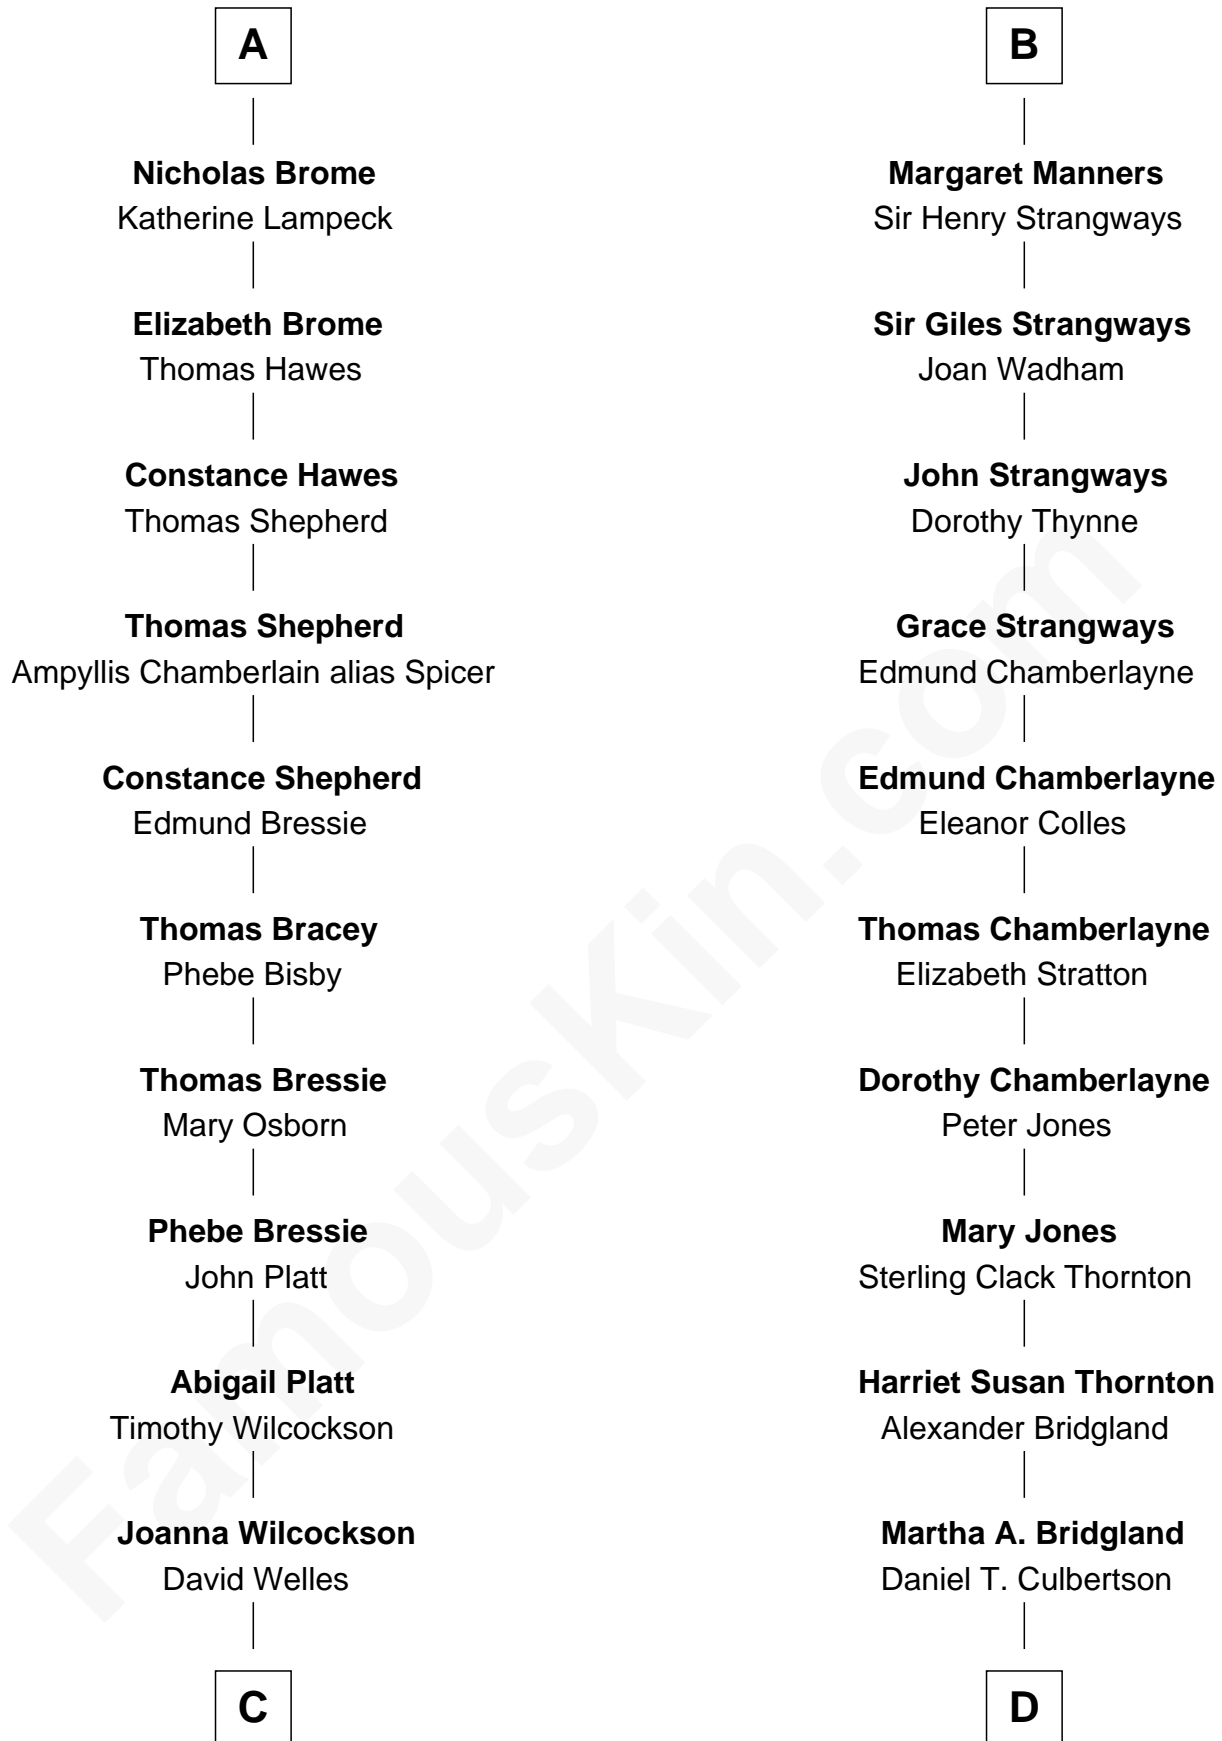 A
Nicholas Brome
Katherine Lampeck
Elizabeth Brome
Thomas Hawes
Constance Hawes
Thomas Shepherd
Thomas Shepherd
Ampyllis Chamberlain alias Spicer
Constance Shepherd
Edmund Bressie
Thomas Bracey
Phebe Bisby
Thomas Bressie
Mary Osborn
Phebe Bressie
John Platt
Abigail Platt
Timothy Wilcockson
Joanna Wilcockson
David Welles
C
B
Margaret Manners
Sir Henry Strangways
Sir Giles Strangways
Joan Wadham
John Strangways
Dorothy Thynne
Grace Strangways
Edmund Chamberlayne
Edmund Chamberlayne
Eleanor Colles
Thomas Chamberlayne
Elizabeth Stratton
Dorothy Chamberlayne
Peter Jones
Mary Jones
Sterling Clack Thornton
Harriet Susan Thornton
Alexander Bridgland
Martha A. Bridgland
Daniel T. Culbertson
D
FamousKin.com